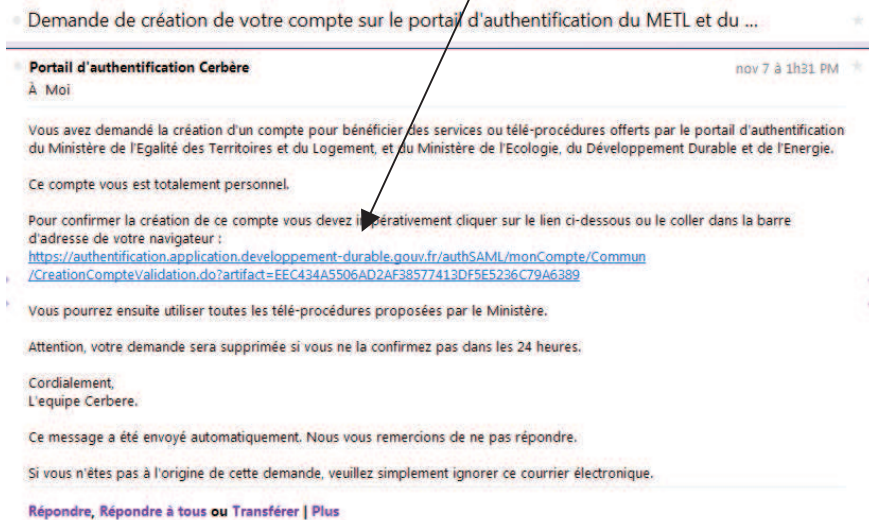 Demande de création de votre compte sur le portail d'authentification du METL et du ...
Portail d'authentification Cerbère
nov 7 à 1h31 PM
À Moi
Vous avez demandé la création d'un compte pour bénéficier des services ou télé-procédures offerts par le portail d'authentification
du Ministère de l'Egalité des Territoires et du Logement, et du Ministère de l'Ecologie, du Développement Durable et de l'Energie.
Ce compte vous est totalement personnel.
Pour confirmer la création de ce compte vous devez impérativement cliquer sur le lien ci-dessous ou le coller dans la barre
d'adresse de votre navigateur :
https://authentification.application.developpement-durable.gouv.fr/authSAML/monCompte/Commun
/CreationCompteValidation.do?artifact=EEC434A5506AD2AF38577413DF5E5236C79A6389
Vous pourrez ensuite utiliser toutes les télé-procédures proposées par le Ministère.
Attention, votre demande sera supprimée si vous ne la confirmez pas dans les 24 heures.
Cordialement,
L'equipe Cerbere.
Ce message a été envoyé automatiquement. Nous vous remercions de ne pas répondre.
Si vous n'êtes pas à l'origine de cette demande, veuillez simplement ignorer ce courrier électronique.
Répondre, Répondre à tous ou Transférer | Plus